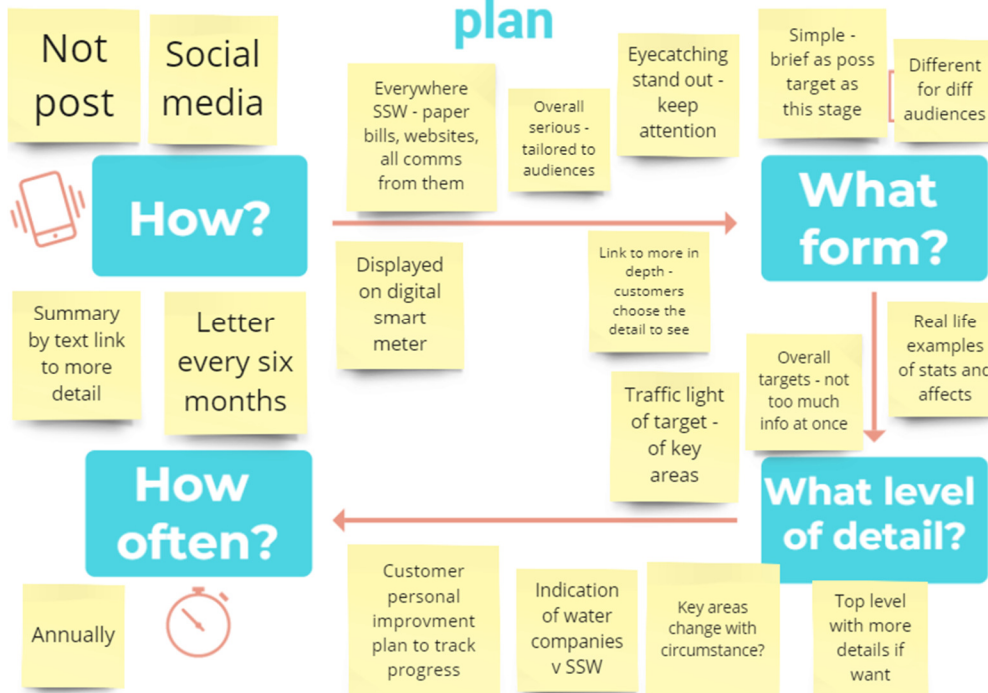 plan
Not
post
Social
media
Everywhere
SSW - paper
bills, websites,
all comms
from them
Overall
serious -
tailored to
audiences
Eyecatching
stand out -
keep
attention
Simple -
brief as poss
target as
this stage
Different
for diff
audiences
How?
What
form?
Displayed
on digital
smart
meter
Link to more in
depth -
customers
choose the
detail to see
Summary
by text link
to more
detail
Letter
every six
months
Real life
examples
of stats and
affects
Overall
targets - not
too much
info at once
Traffic light
of target -
of key
areas
How
often?
What level
of detail?
Annually
Customer
personal
improvment
plan to track
progress
Indication
of water
companies
v SSW
Key areas
change with
circumstance?
Top level
with more
details if
want